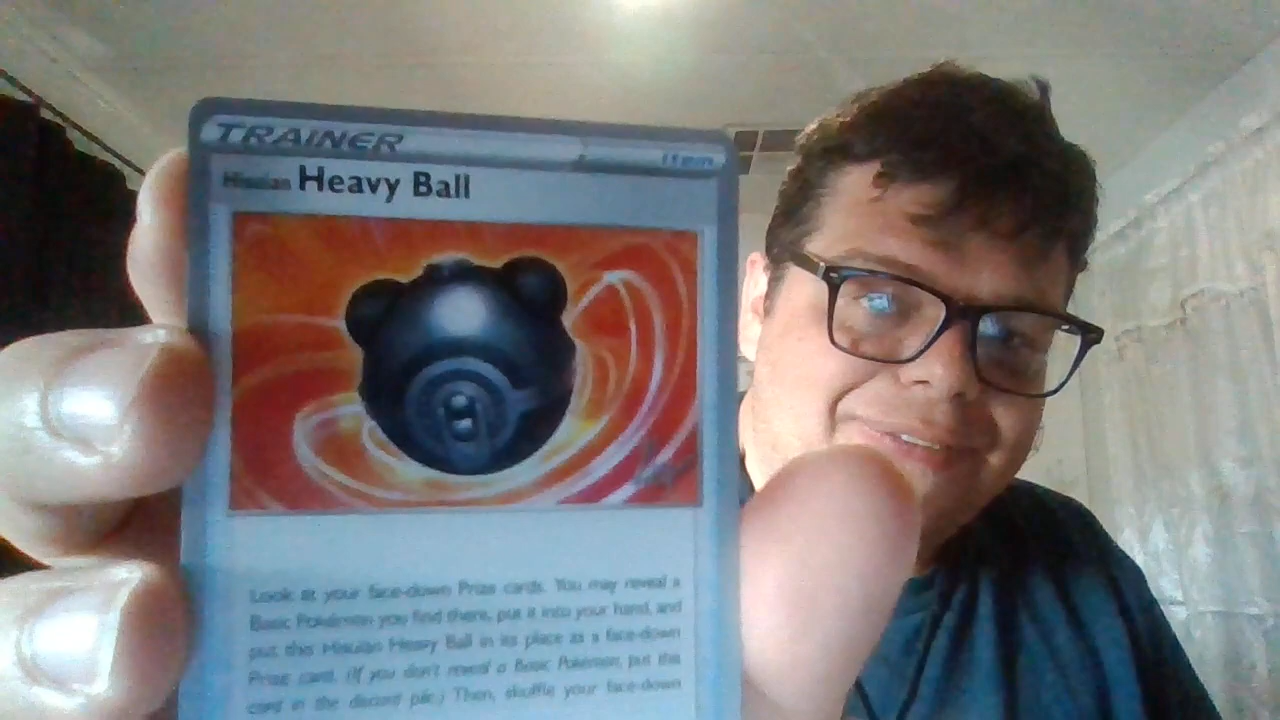 TRAINER
Item
Hisuian Heavy Ball
Look at your face-down Prize cards. You may reveal a
Basic Pokémon you find there, put it into your hand, and
put this Hisuian Heavy Ball in its place as a face-down
Prize card. (If you don't reveal a Basic Pokémon, put this
card in the discard pile.) Then, shuffle your face-down